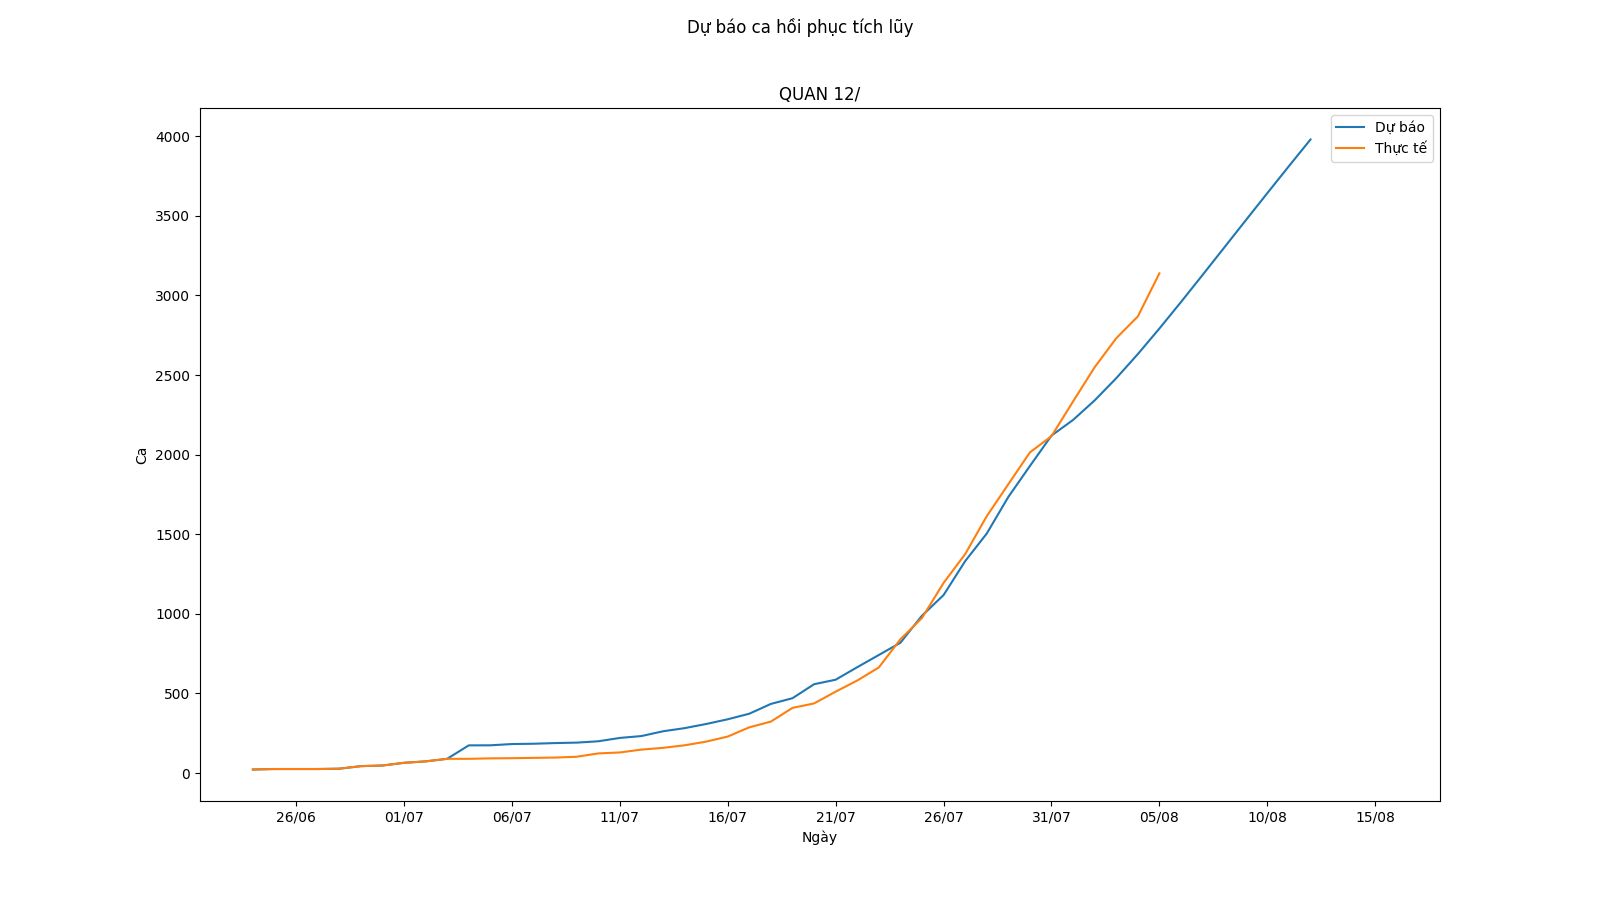 Dự báo ca hồi phục tích lũy
QUAN 12/
Dự báo
Thực tế
4000
3500
3000
2500
2000
1500
1000
500
0
Ca
26/06 01/07 06/07 11/07 16/07 21/07 26/07 31/07 05/08 10/08 15/08
Ngày